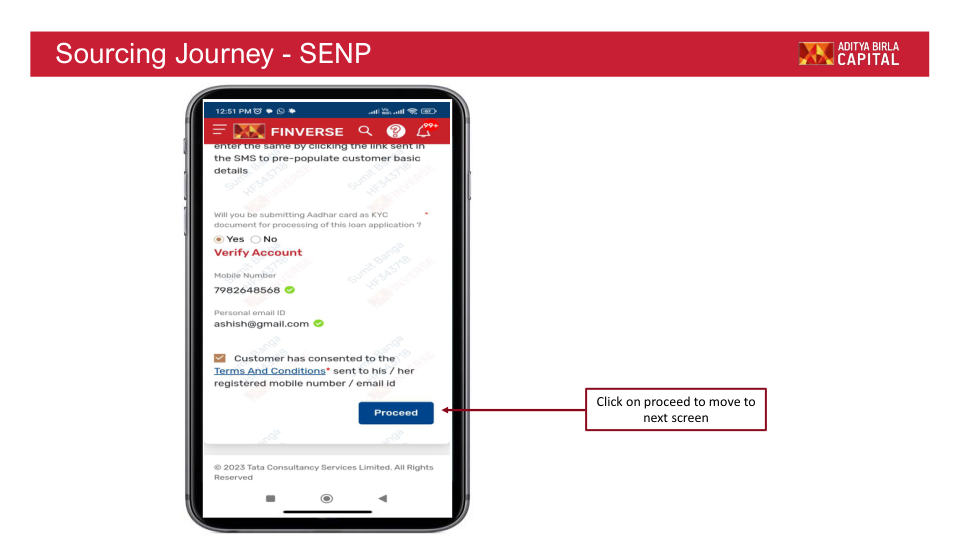 Sourcing Journey - SENP
ADITYA BIRLA
CAPITAL
12:51 PM
FINVERSE
99+
enter the same by clicking the link sent in
the SMS to pre-populate customer basic
details
Will you be submitting Aadhar card as KYC *
document for processing of this loan application ?
Yes No
Verify Account
Mobile Number
7982648568
Personal email ID
ashish@gmail.com
Customer has consented to the
Terms And Conditions* sent to his / her
registered mobile number / email id
Proceed
Click on proceed to move to
next screen
© 2023 Tata Consultancy Services Limited. All Rights
Reserved